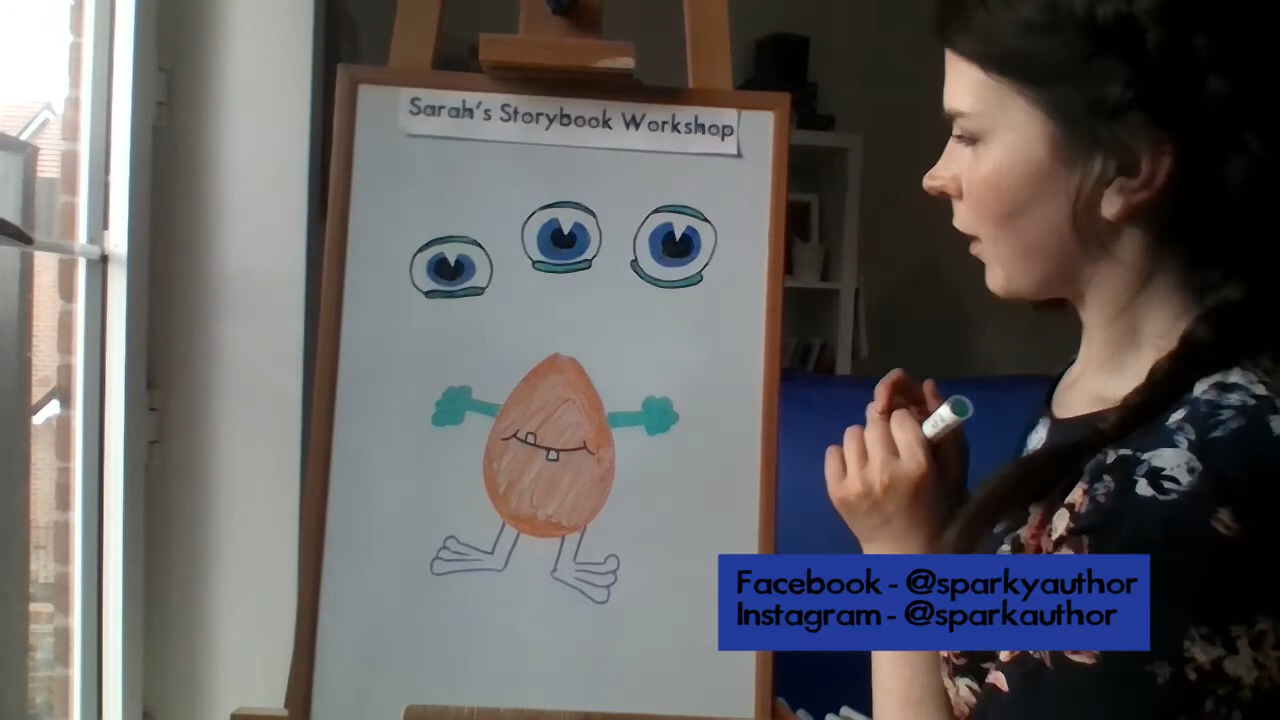 Sarah's Storybook Workshop
Facebook - @sparkyauthor
Instagram - @sparkauthor